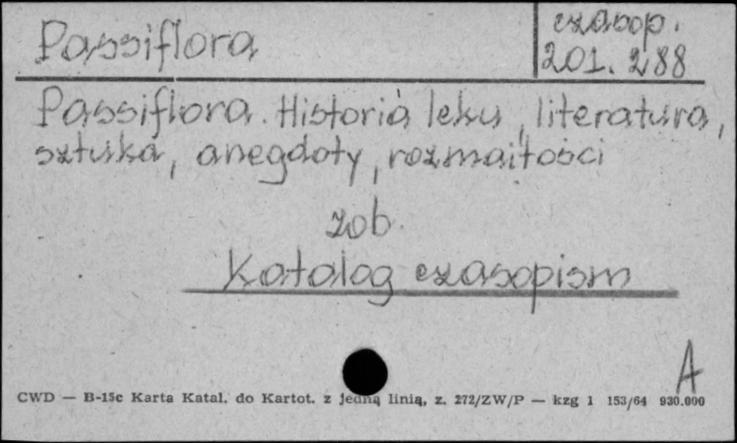 Passiflora
czasop.
201.288
Passiflora. Historia leku, literatura,
sztuka, anegdoty, rozmaitości
zob.
Katalog czasopism
A
CWD — B-15c Karta Katal. do Kartot. z jedną linią, z. 272/ZW/P — kzg 1 153/64 930.000